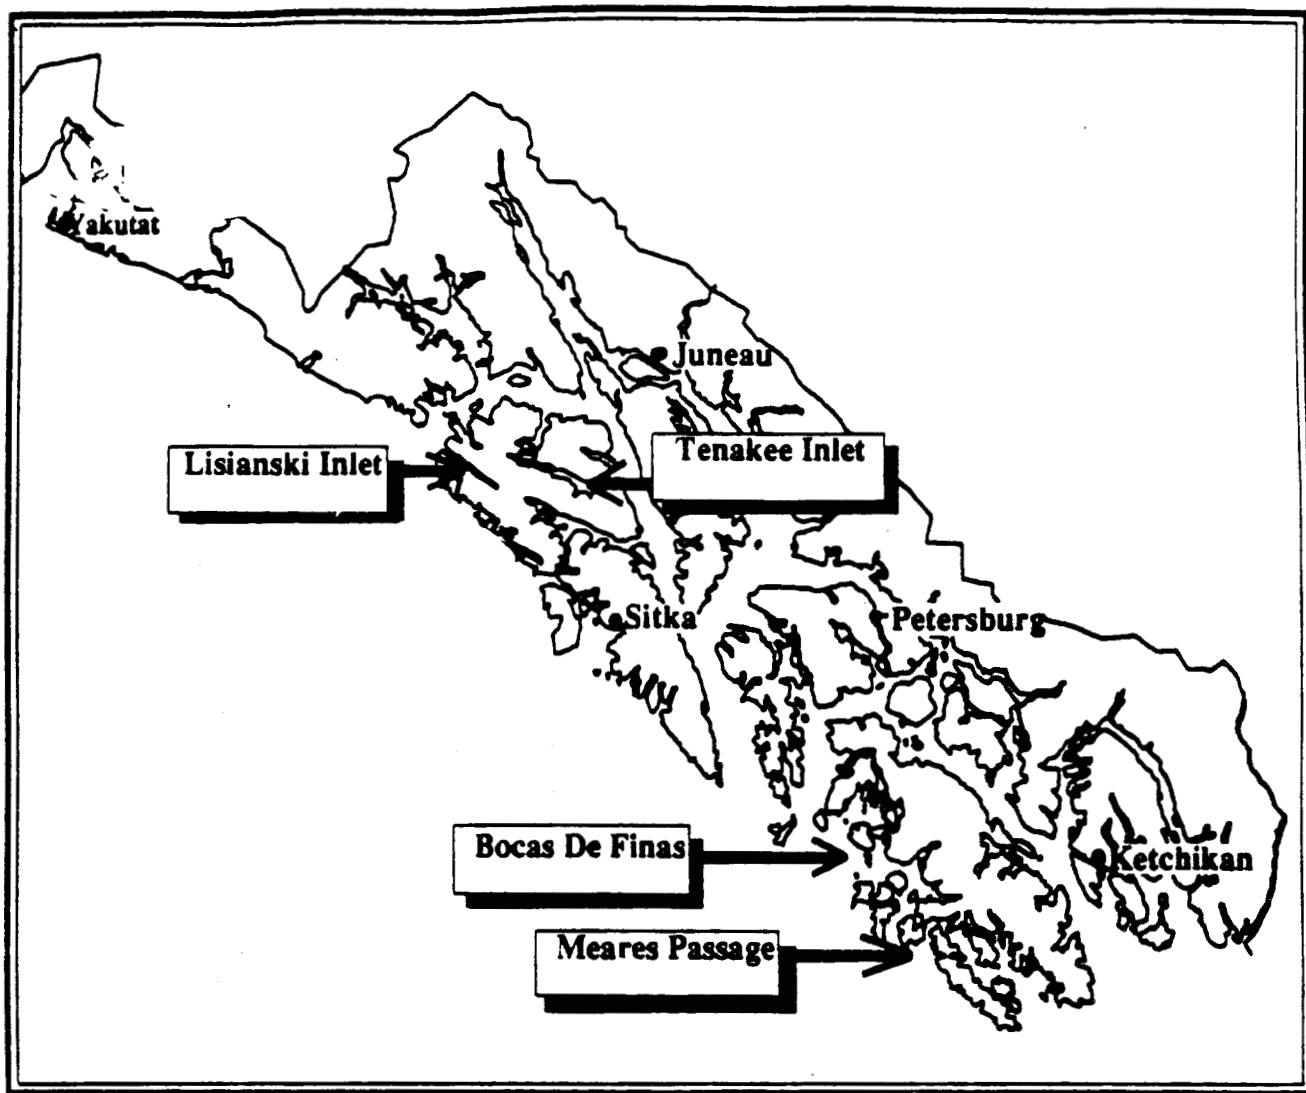 Yakutat
Juneau
Lisianski Inlet
Tenakee Inlet
Sitka
Petersburg
Bocas De Finas
Ketchikan
Meares Passage